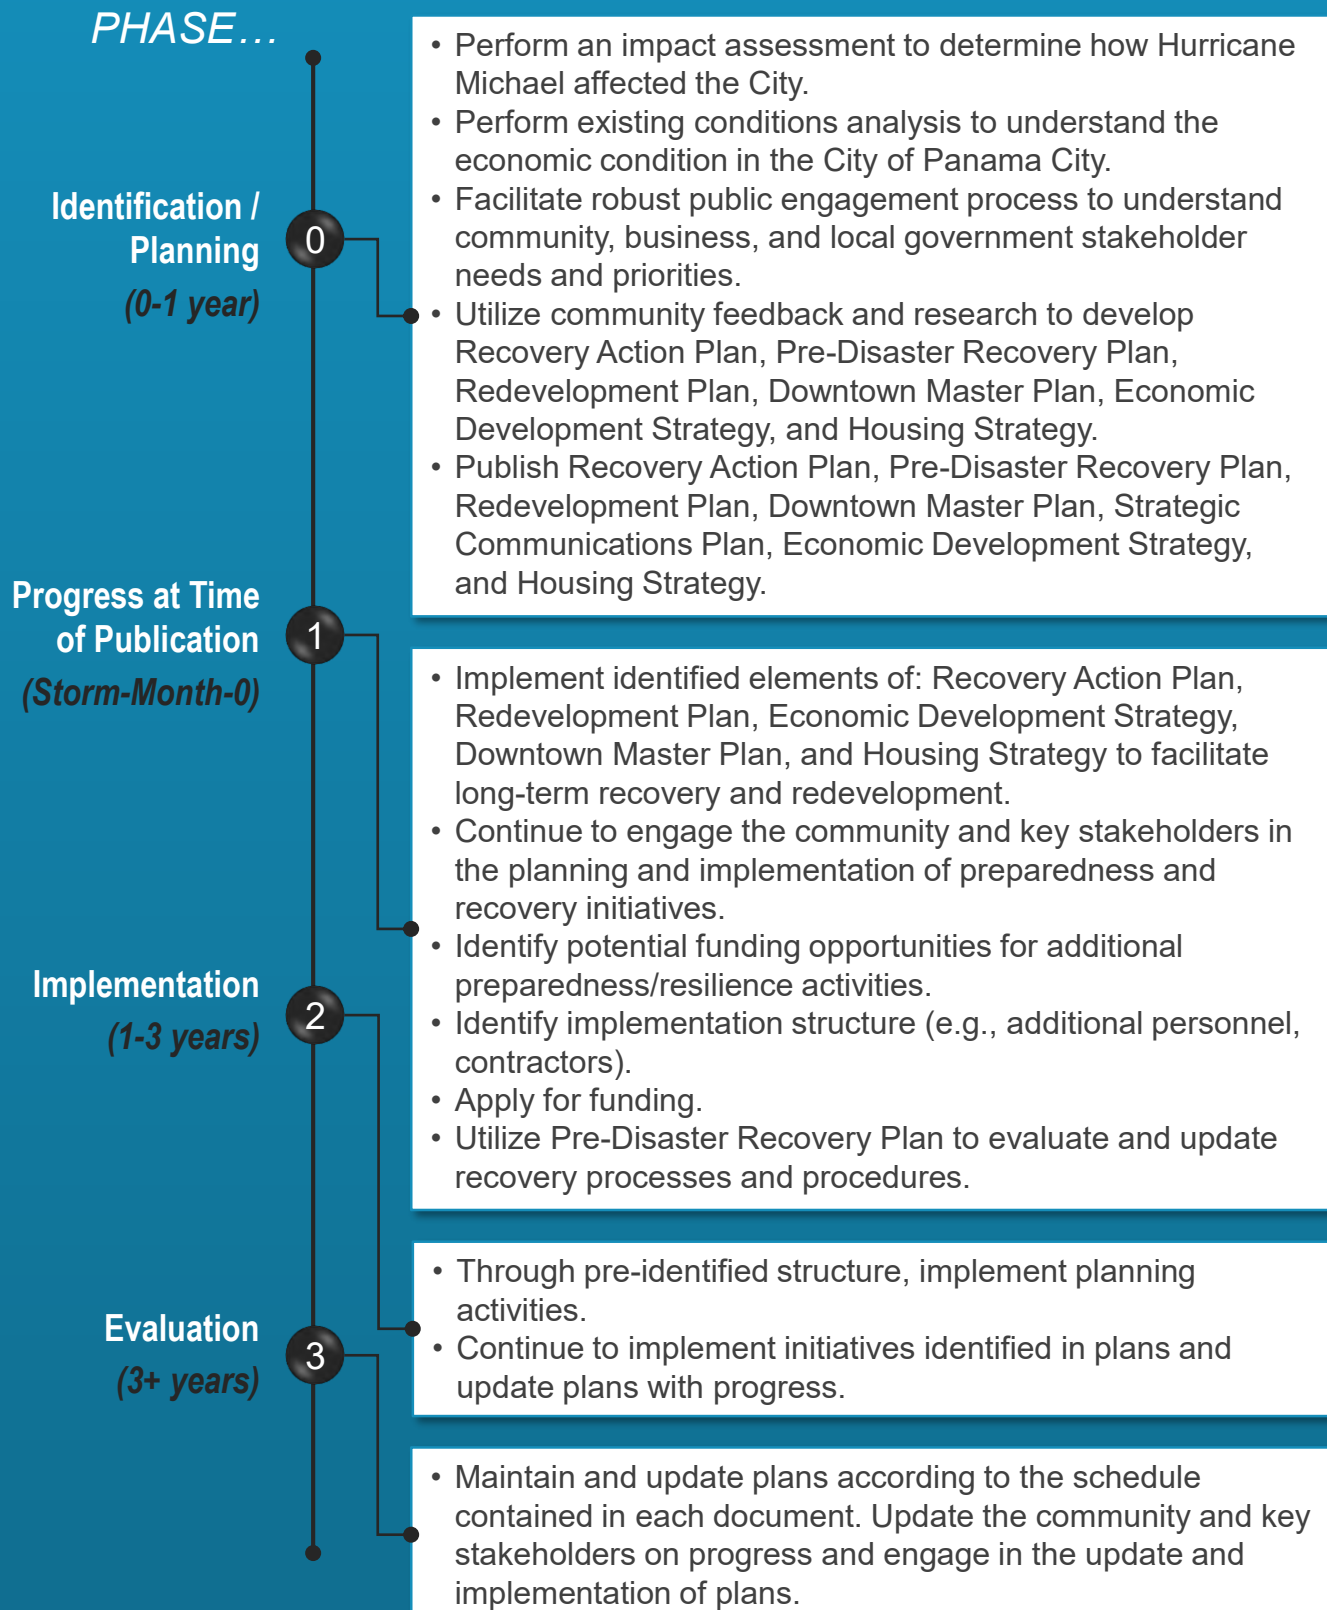 PHASE…
Identification /
Planning
(0-1 year)
0
• Perform an impact assessment to determine how Hurricane
Michael affected the City.
• Perform existing conditions analysis to understand the
economic condition in the City of Panama City.
• Facilitate robust public engagement process to understand
community, business, and local government stakeholder
needs and priorities.
• Utilize community feedback and research to develop
Recovery Action Plan, Pre-Disaster Recovery Plan,
Redevelopment Plan, Downtown Master Plan, Economic
Development Strategy, and Housing Strategy.
• Publish Recovery Action Plan, Pre-Disaster Recovery Plan,
Redevelopment Plan, Downtown Master Plan, Strategic
Communications Plan, Economic Development Strategy,
and Housing Strategy.
Progress at Time
of Publication
(Storm-Month-0)
1
• Implement identified elements of: Recovery Action Plan,
Redevelopment Plan, Economic Development Strategy,
Downtown Master Plan, and Housing Strategy to facilitate
long-term recovery and redevelopment.
• Continue to engage the community and key stakeholders in
the planning and implementation of preparedness and
recovery initiatives.
• Identify potential funding opportunities for additional
preparedness/resilience activities.
• Identify implementation structure (e.g., additional personnel,
contractors).
• Apply for funding.
• Utilize Pre-Disaster Recovery Plan to evaluate and update
recovery processes and procedures.
Implementation
(1-3 years)
2
• Through pre-identified structure, implement planning
activities.
• Continue to implement initiatives identified in plans and
update plans with progress.
Evaluation
(3+ years)
3
• Maintain and update plans according to the schedule
contained in each document. Update the community and key
stakeholders on progress and engage in the update and
implementation of plans.